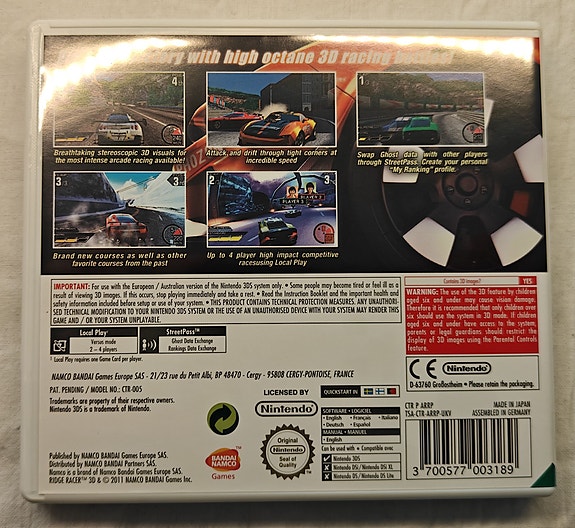 with high octane 3D racing
Breathtaking stereoscopic 3D visuals for
the most intense arcade racing available!
Attack and drift through tight corners at
incredible speed
Swap Ghost data with other players
through StreetPass. Create your personal
"My Ranking" profile.
Brand new courses as well as other
favorite courses from the past
Up to 4 player high impact competitive
racesusing Local Play
PLAYER 2
PLAYER 3
IMPORTANT: For use with the European / Australian version of the Nintendo 3DS system only. • Some people may become tired or feel ill as a
result of viewing 3D images. If this occurs, stop playing immediately and take a rest. • Read the Instruction Booklet and the important health and
safety information included before setup or use of your system. • THIS PRODUCT CONTAINS TECHNICAL PROTECTION MEASURES. ANY UNAUTHORI-
SED TECHNICAL MODIFICATION TO YOUR NINTENDO 3DS SYSTEM OR THE USE OF AN UNAUTHORISED DEVICE WITH YOUR SYSTEM MAY RENDER THIS
GAME AND / OR YOUR SYSTEM UNPLAYABLE.
Contains 3D images? YES
WARNING: The use of the 3D feature by children
aged six and under may cause vision damage.
Therefore it is recommended that only children over
six should use the system in 3D mode. If children
aged six and under have access to the system,
parents or legal guardians should restrict the
display of 3D images using the Parental Controls
feature.
Local Play¹
Versus mode
2 – 4 players
StreetPass™
Ghost Data Exchange
Rankings Data Exchange
¹ Local Play requires one Game Card per player.
CE Nintendo
D-63760 Großostheim • Please retain the packaging.
NAMCO BANDAI Games Europe SAS - 21/23 rue du Petit Albi, BP 48470 - Cergy - 95808 CERGY-PONTOISE, FRANCE
PAT. PENDING / MODEL NO.: CTR-005
Trademarks are property of their respective owners.
Nintendo 3DS is a trademark of Nintendo.
LICENSED BY
Nintendo
Original
Nintendo
Seal of
Quality
QUICKSTART IN
SOFTWARE • LOGICIEL
• English • Français • Italiano
• Deutsch • Español
MANUAL • MANUEL
• English
Can be used with • Compatible avec
Nintendo 3DS
Nintendo DSi / Nintendo DSi XL
Nintendo DS / Nintendo DS Lite
CTR P ARRP
TSA-CTR-ARRP-UKV
MADE IN JAPAN
ASSEMBLED IN GERMANY
3 700577 003189
Published by NAMCO BANDAI Games Europe SAS.
Distributed by NAMCO BANDAI Partners SAS.
Namco is a brand of Namco Bandai Games Europe SAS.
RIDGE RACER™ 3D & © 2011 NAMCO BANDAI Games Inc.
BANDAI
NAMCO
Games